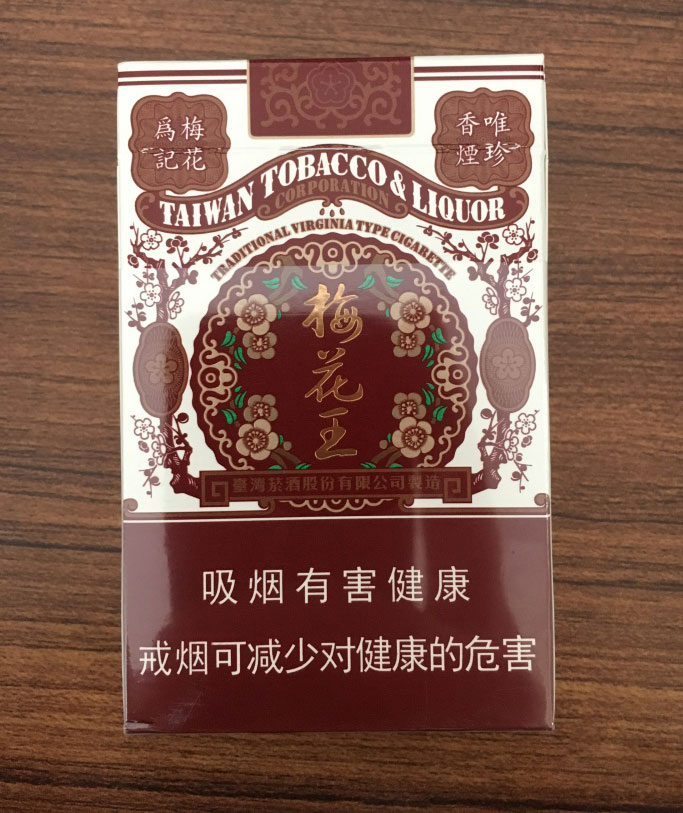 梅花
爲記
唯珍
香煙
TAIWAN TOBACCO & LIQUOR
CORPORATION
TRADITIONAL VIRGINIA TYPE CIGARETTE
梅花王
臺灣菸酒股份有限公司製造
吸烟有害健康
戒烟可减少对健康的危害